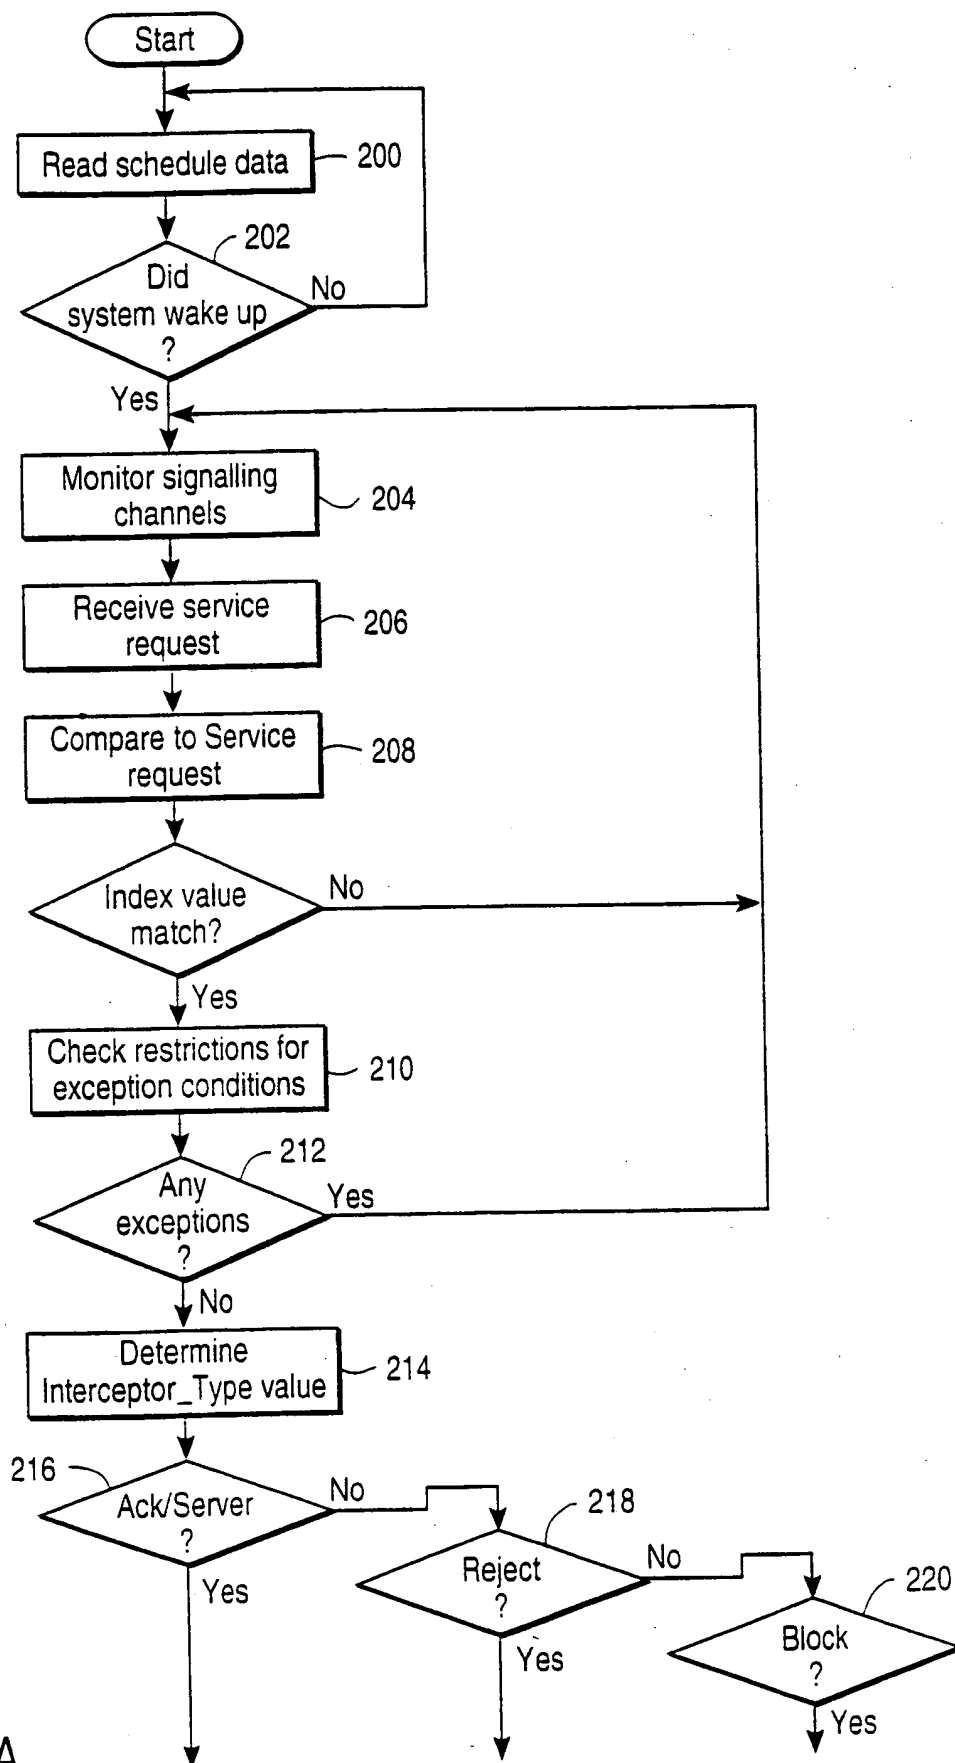 Start
Read schedule data
200
202
Did
system wake up
?
No
Yes
Monitor signalling
channels
204
Receive service
request
206
Compare to Service
request
208
Index value
match?
No
Yes
Check restrictions for
exception conditions
210
212
Any
exceptions
?
Yes
No
Determine
Interceptor_Type value
214
216
Ack/Server
?
No
Yes
218
Reject
?
No
Yes
220
Block
?
Yes
A